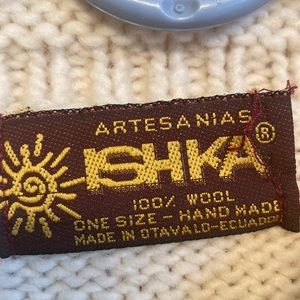 ARTESANIAS
ISHKA®
100% WOOL
ONE SIZE - HAND MADE
MADE IN OTAVALO-ECUADOR